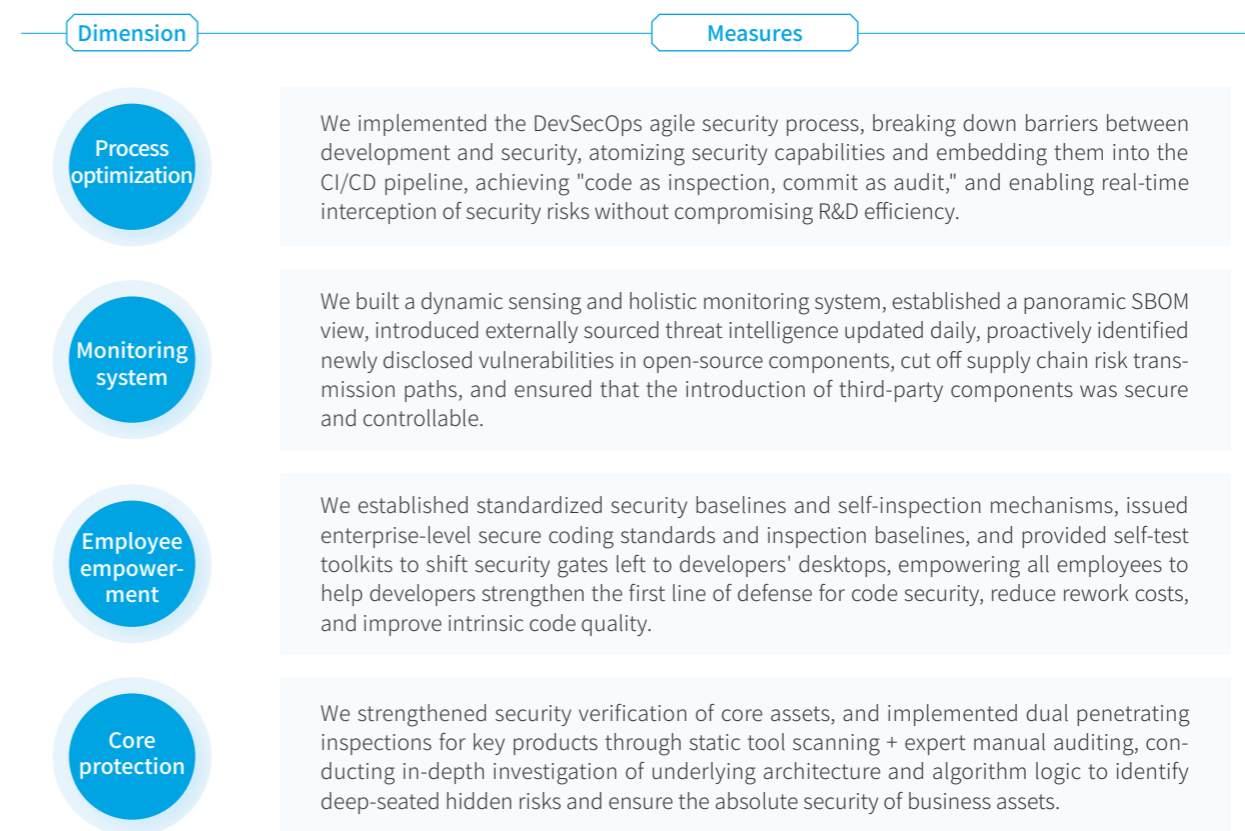 Dimension
Measures
Process
optimization
We implemented the DevSecOps agile security process, breaking down barriers between
development and security, atomizing security capabilities and embedding them into the
CI/CD pipeline, achieving "code as inspection, commit as audit," and enabling real-time
interception of security risks without compromising R&D efficiency.
Monitoring
system
We built a dynamic sensing and holistic monitoring system, established a panoramic SBOM
view, introduced externally sourced threat intelligence updated daily, proactively identified
newly disclosed vulnerabilities in open-source components, cut off supply chain risk trans-
mission paths, and ensured that the introduction of third-party components was secure
and controllable.
Employee
empower-
ment
We established standardized security baselines and self-inspection mechanisms, issued
enterprise-level secure coding standards and inspection baselines, and provided self-test
toolkits to shift security gates left to developers' desktops, empowering all employees to
help developers strengthen the first line of defense for code security, reduce rework costs,
and improve intrinsic code quality.
Core
protection
We strengthened security verification of core assets, and implemented dual penetrating
inspections for key products through static tool scanning + expert manual auditing, con-
ducting in-depth investigation of underlying architecture and algorithm logic to identify
deep-seated hidden risks and ensure the absolute security of business assets.